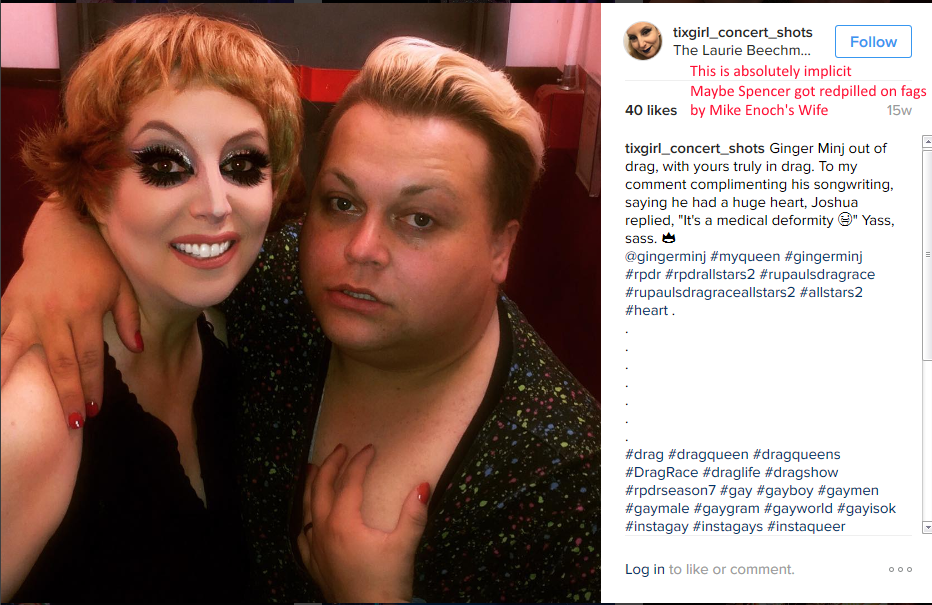 tixgirl_concert_shots
The Laurie Beechm...
Follow
This is absolutely implicit
Maybe Spencer got redpilled on fags
by Mike Enoch's Wife
40 likes
15w
tixgirl_concert_shots Ginger Minj out of
drag, with yours truly in drag. To my
comment complimenting his songwriting,
saying he had a huge heart, Joshua
replied, "It's a medical deformity 😆" Yass,
sass. 👑
@gingerminj #myqueen #gingerminj
#rpdr #rpdrallstars2 #rupaulsdragrace
#rupaulsdragraceallstars2 #allstars2
#heart .
.
.
.
.
.
.
.
#drag #dragqueen #dragqueens
#DragRace #draglife #dragshow
#rpdrseason7 #gay #gayboy #gaymen
#gaymale #gaygram #gayworld #gayisok
#instagay #instagays #instaqueer
Log in to like or comment.